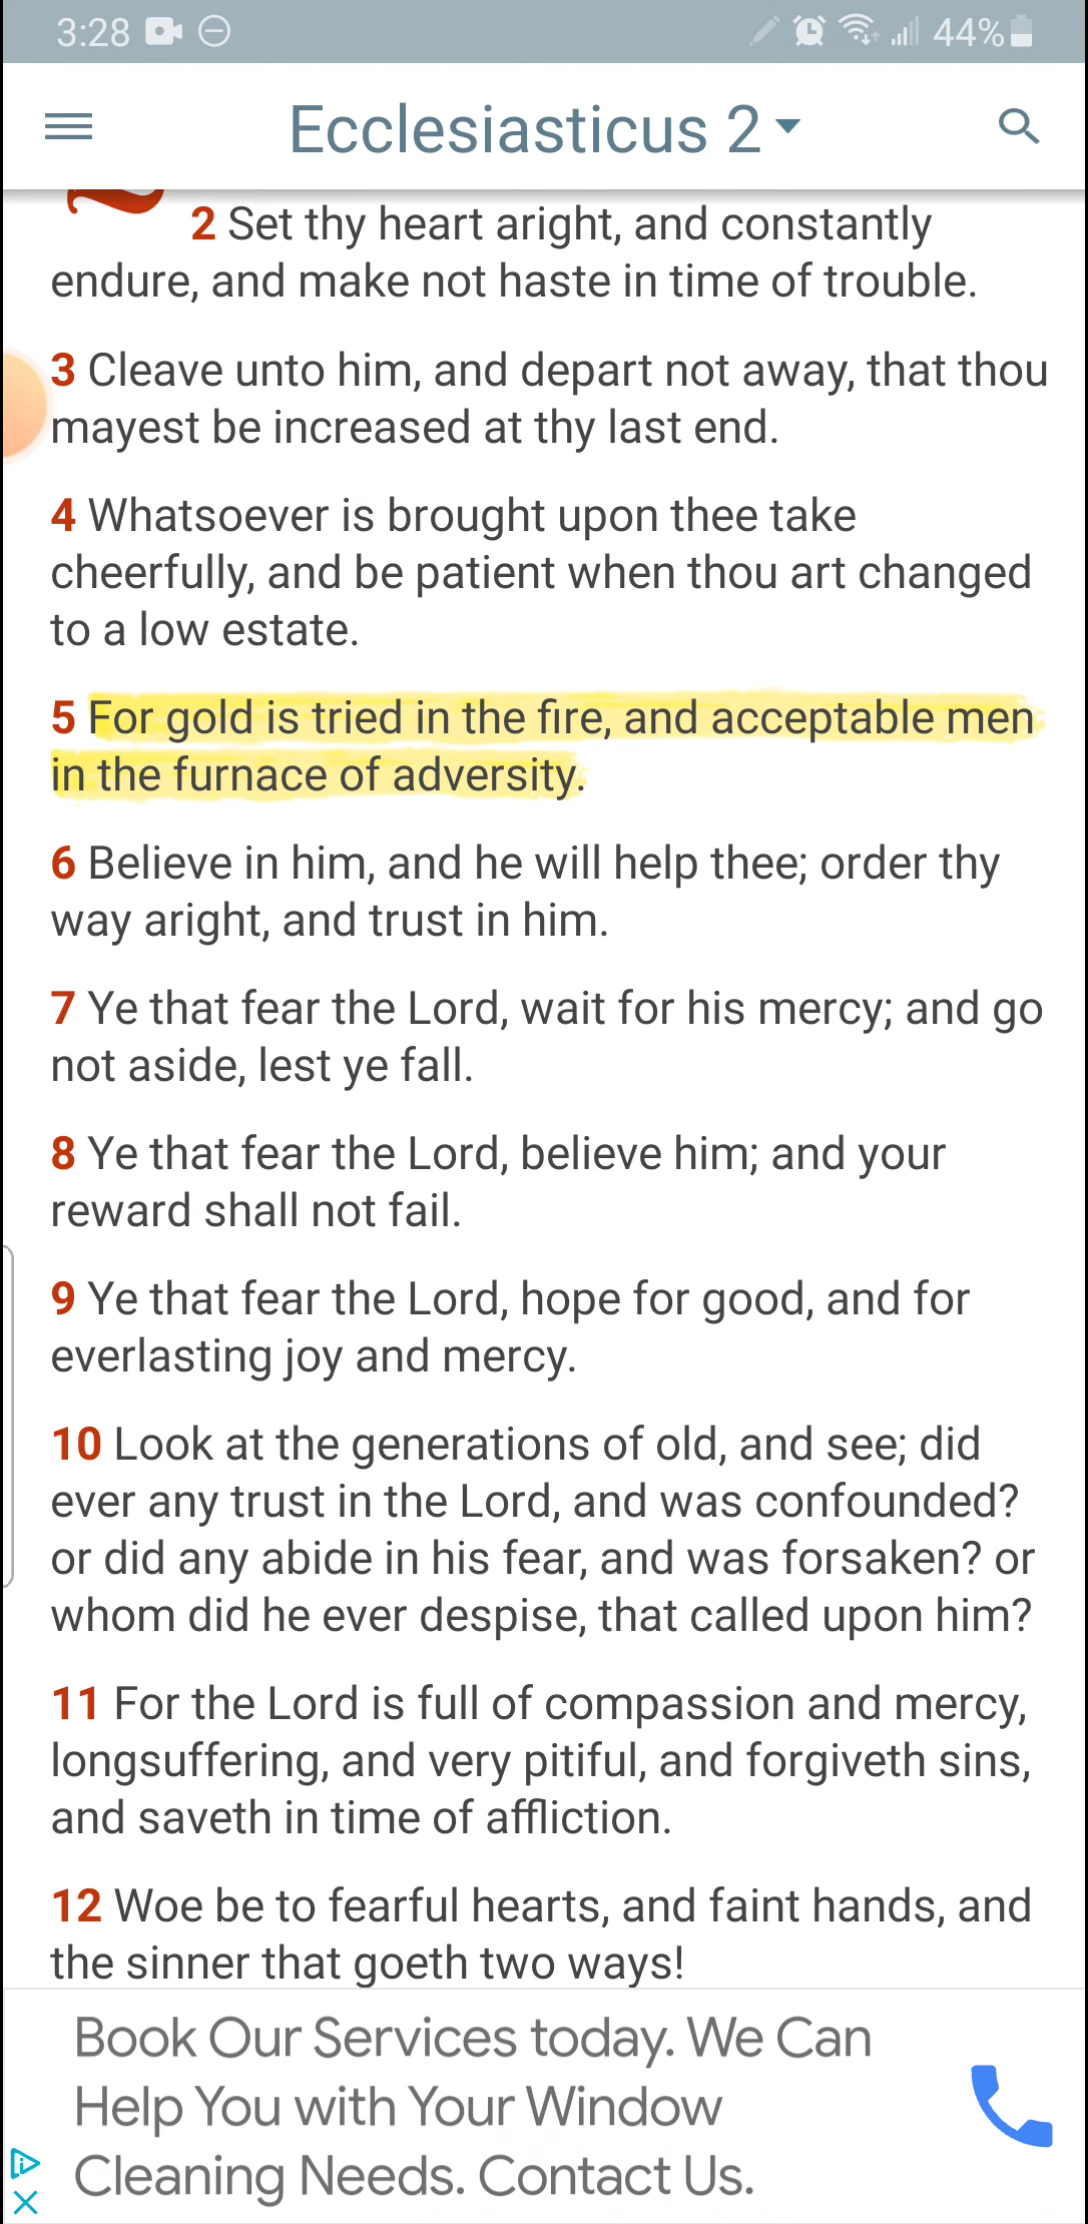 3:28 44%
Ecclesiasticus 2
2 Set thy heart aright, and constantly
endure, and make not haste in time of trouble.
3 Cleave unto him, and depart not away, that thou
mayest be increased at thy last end.
4 Whatsoever is brought upon thee take
cheerfully, and be patient when thou art changed
to a low estate.
5 For gold is tried in the fire, and acceptable men
in the furnace of adversity.
6 Believe in him, and he will help thee; order thy
way aright, and trust in him.
7 Ye that fear the Lord, wait for his mercy; and go
not aside, lest ye fall.
8 Ye that fear the Lord, believe him; and your
reward shall not fail.
9 Ye that fear the Lord, hope for good, and for
everlasting joy and mercy.
10 Look at the generations of old, and see; did
ever any trust in the Lord, and was confounded?
or did any abide in his fear, and was forsaken? or
whom did he ever despise, that called upon him?
11 For the Lord is full of compassion and mercy,
longsuffering, and very pitiful, and forgiveth sins,
and saveth in time of affliction.
12 Woe be to fearful hearts, and faint hands, and
the sinner that goeth two ways!
Book Our Services today. We Can
Help You with Your Window
Cleaning Needs. Contact Us.